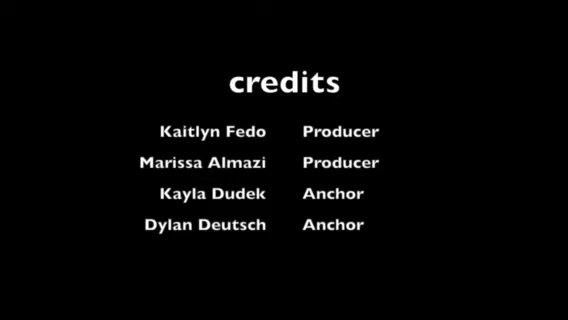 credits
Kaitlyn Fedo Producer
Marissa Almazi Producer
Kayla Dudek Anchor
Dylan Deutsch Anchor